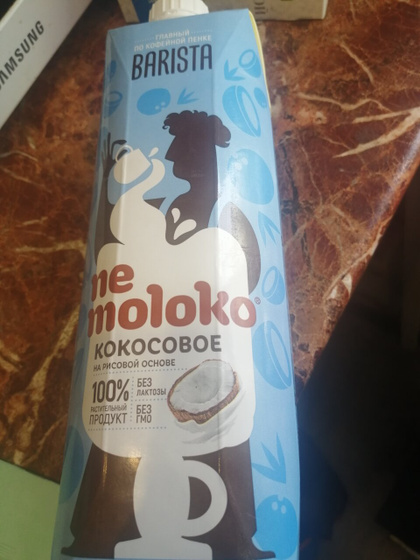 SAMSUNG
ГЛАВНЫЙ
ПО КОФЕЙНОЙ ПЕНКЕ
BARISTA
ne
moloko
КОКОСОВОЕ
НА РИСОВОЙ ОСНОВЕ
100%
РАСТИТЕЛЬНЫЙ
ПРОДУКТ
БЕЗ
ЛАКТОЗЫ
БЕЗ
ГМО